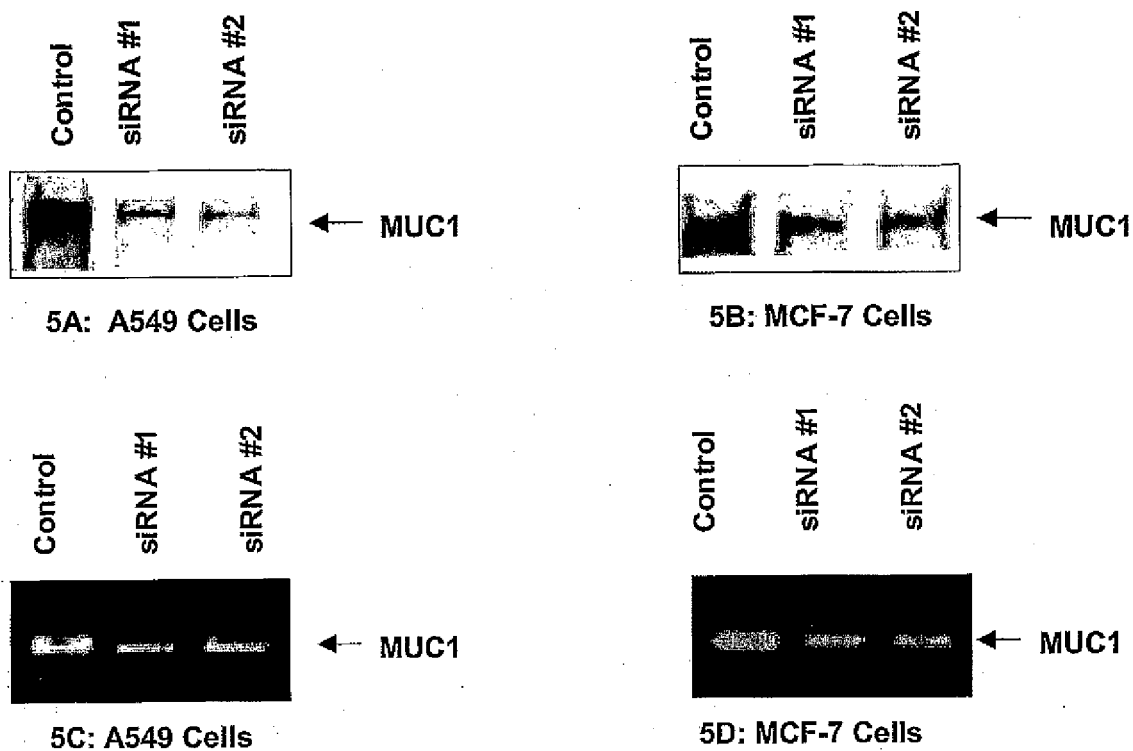 Control
siRNA #1
siRNA #2
MUC1
5A: A549 Cells
Control
siRNA #1
siRNA #2
MUC1
5B: MCF-7 Cells
Control
siRNA #1
siRNA #2
MUC1
5C: A549 Cells
Control
siRNA #1
siRNA #2
MUC1
5D: MCF-7 Cells